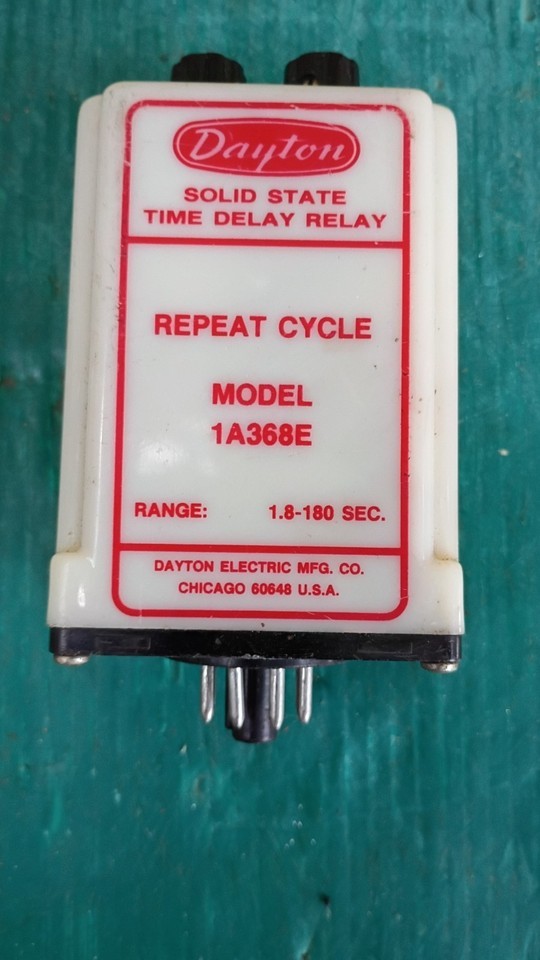 Dayton
SOLID STATE
TIME DELAY RELAY
REPEAT CYCLE
MODEL
1A368E
RANGE: 1.8-180 SEC.
DAYTON ELECTRIC MFG. CO.
CHICAGO 60648 U.S.A.